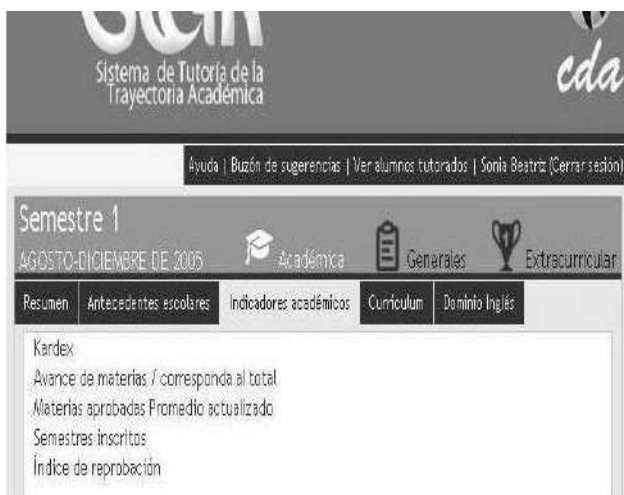 Sistema de Tutoría de la
Trayectoria Académica
cda
Ayuda | Buzón de sugerencias | Ver alumnos tutorados | Sonia Beatriz (Cerrar sesión)
Semestre 1
AGOSTO-DICIEMBRE DE 2005
Académica
Generales
1
Extracurricular
Resumen
Antecedentes escolares
Indicadores académicos
Curriculum
Dominio Inglés
Kardex
Avance de materias / corresponda al total
Materias aprobadas Promedio actualizado
Semestres inscritos
Índice de reprobación